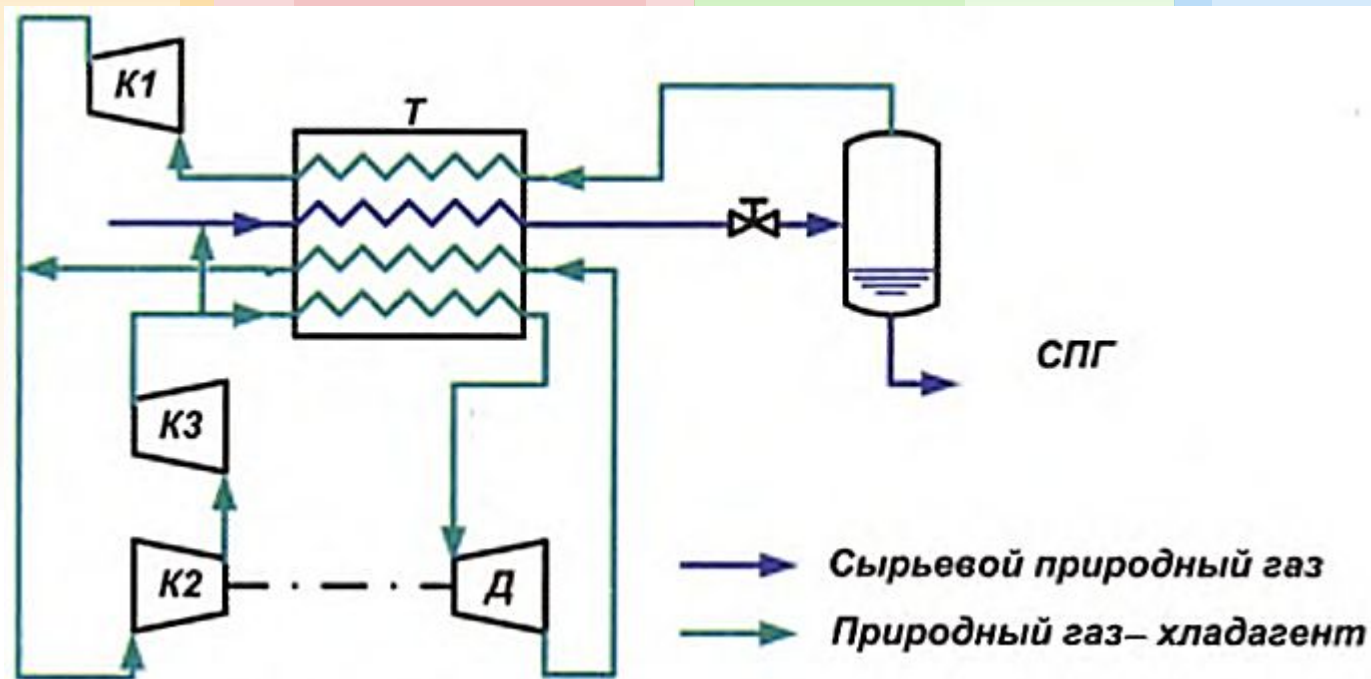 К1
Т
СПГ
К3
К2
Д
Сырьевой природный газ
Природный газ– хладагент